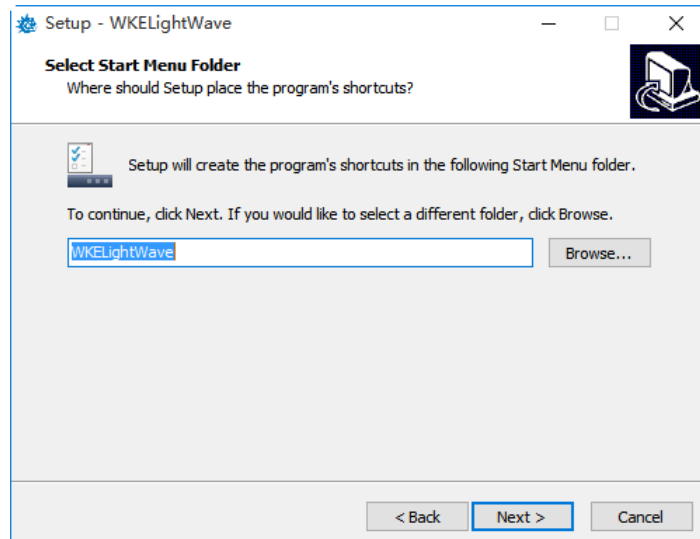 Setup - WKELightWave
Select Start Menu Folder
Where should Setup place the program's shortcuts?
Setup will create the program's shortcuts in the following Start Menu folder.
To continue, click Next. If you would like to select a different folder, click Browse.
WKELightWave
Browse...
< Back
Next >
Cancel